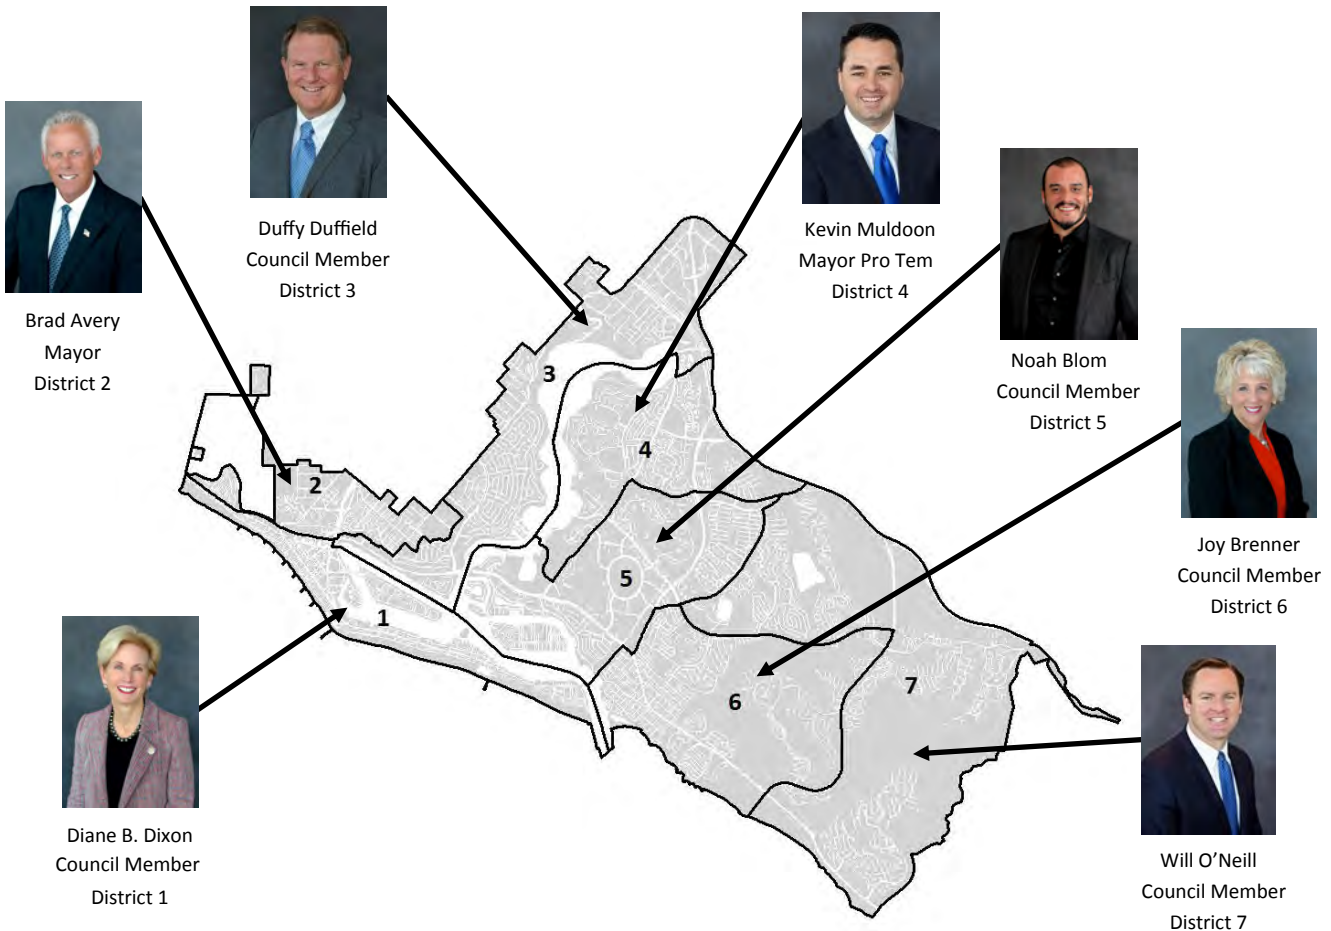 Duffy Duffield
Council Member
District 3
Kevin Muldoon
Mayor Pro Tem
District 4
Brad Avery
Mayor
District 2
Noah Blom
Council Member
District 5
Joy Brenner
Council Member
District 6
Diane B. Dixon
Council Member
District 1
Will O’Neill
Council Member
District 7
3
4
2
5
1
6
7